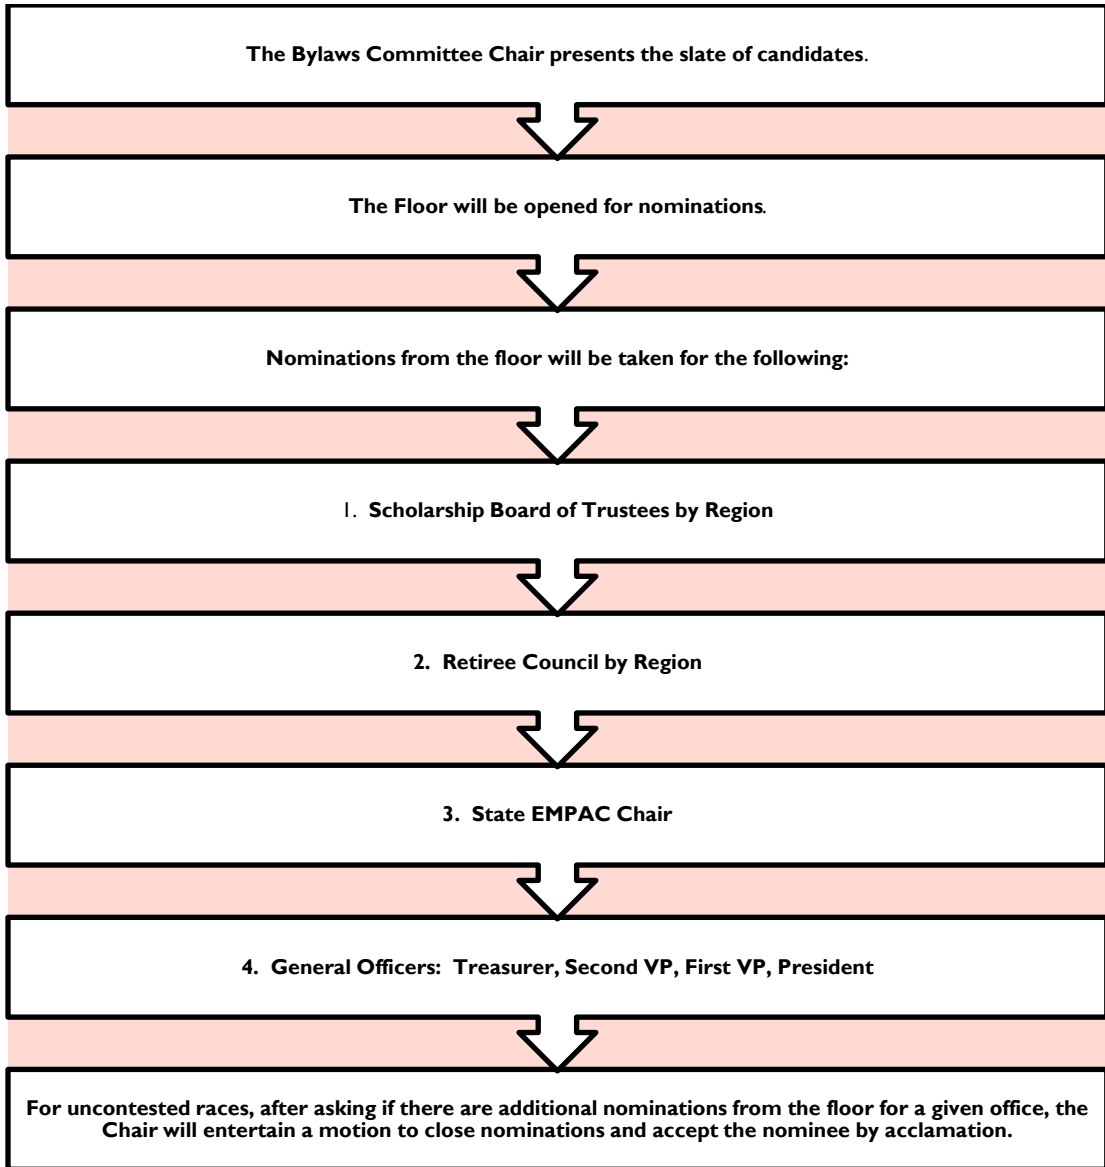 The Bylaws Committee Chair presents the slate of candidates.
The Floor will be opened for nominations.
Nominations from the floor will be taken for the following:
1. Scholarship Board of Trustees by Region
2. Retiree Council by Region
3. State EMPAC Chair
4. General Officers: Treasurer, Second VP, First VP, President
For uncontested races, after asking if there are additional nominations from the floor for a given office, the
Chair will entertain a motion to close nominations and accept the nominee by acclamation.